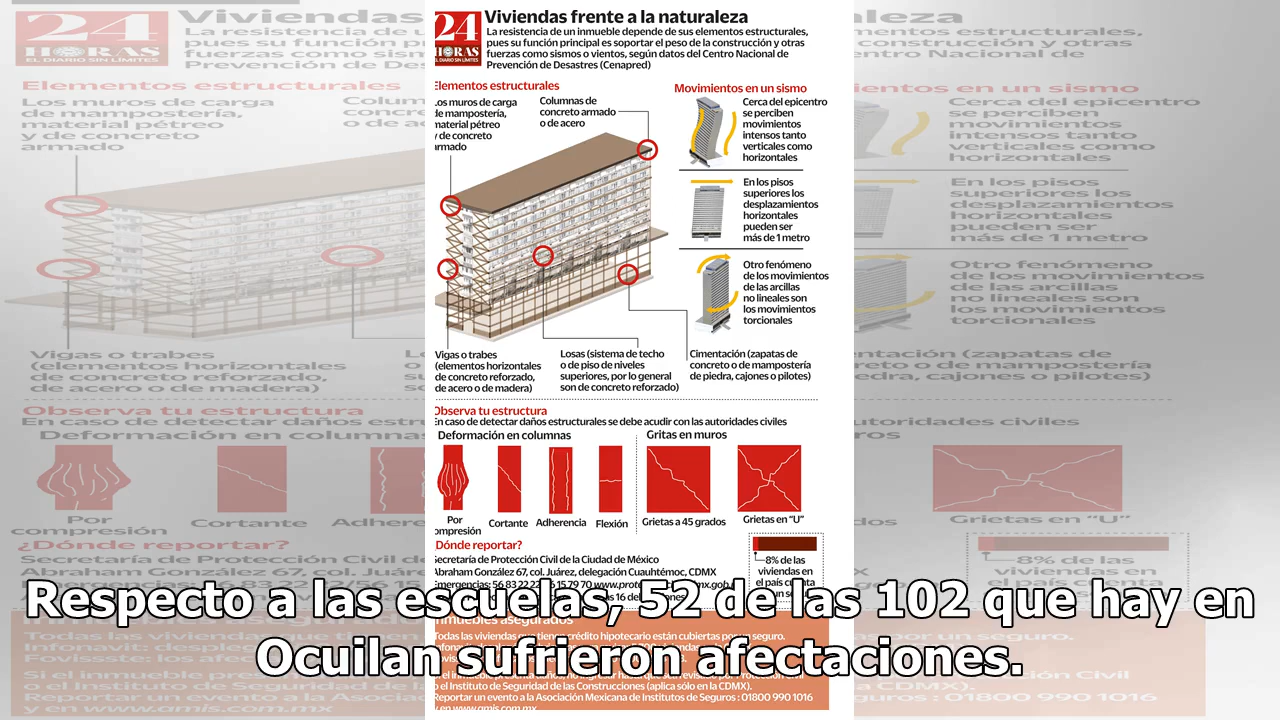 24
HORAS
EL DIARIO SIN LÍMITES
Viviendas frente a la naturaleza
La resistencia de un inmueble depende de sus elementos estructurales,
pues su función principal es soportar el peso de la construcción y otras
fuerzas como sismos o vientos, según datos del Centro Nacional de
Prevención de Desastres (Cenapred)
Elementos estructurales
Los muros de carga
de mampostería,
material pétreo
y de concreto
armado
Columnas de
concreto armado
o de acero
Movimientos en un sismo
Cerca del epicentro
se perciben
movimientos
intensos tanto
verticales como
horizontales
En los pisos
superiores los
desplazamientos
horizontales
pueden ser
más de 1 metro
Otro fenómeno
de los movimientos
de las arcillas
no lineales son
los movimientos
torcionales
Vigas o trabes
(elementos horizontales
de concreto reforzado,
de acero o de madera)
Losas (sistema de techo
o de piso de niveles
superiores, por lo general
son de concreto reforzado)
Cimentación (zapatas de
concreto o de mampostería
de piedra, cajones o pilotes)
Observa tu estructura
En caso de detectar daños estructurales se debe acudir con las autoridades civiles
Deformación en columnas
Gritas en muros
Por
compresión
Cortante
Adherencia
Flexión
Grietas a 45 grados
Grietas en “U”
¿Dónde reportar?
Secretaría de Protección Civil de la Ciudad de México
Abraham González 67, col. Juárez, delegación Cuauhtémoc, CDMX
8% de las
viviendas en
el país cuenta
Respecto a las escuelas, 52 de las 102 que hay en
Ocuilan sufrieron afectaciones.
Inmuebles asegurados
Todas las viviendas que tienen crédito hipotecario están cubiertas por un seguro.
o el Instituto de Seguridad de las Construcciones (aplica sólo en la CDMX).
Reportar un evento a la Asociación Mexicana de Institutos de Seguros : 01800 990 1016
y en www.amis.com.mx